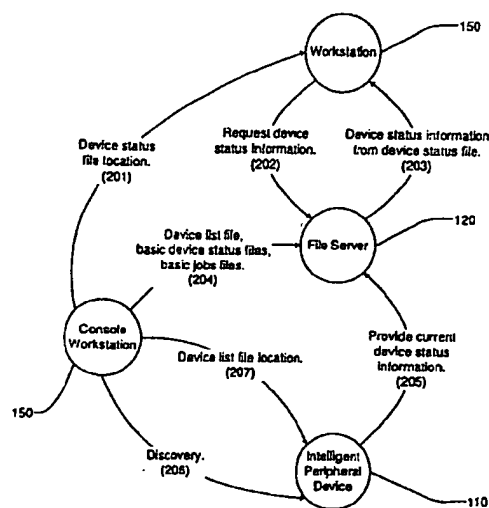 150
Workstation
Device status
file location.
(201)
Request device
status information.
(202)
Device status information
from device status file.
(203)
120
File Server
Device list file,
basic device status files,
basic jobs files.
(204)
Console
Workstation
Device list file location.
(207)
Provide current
device status
information.
(205)
150
Discovery.
(206)
Intelligent
Peripheral
Device
110